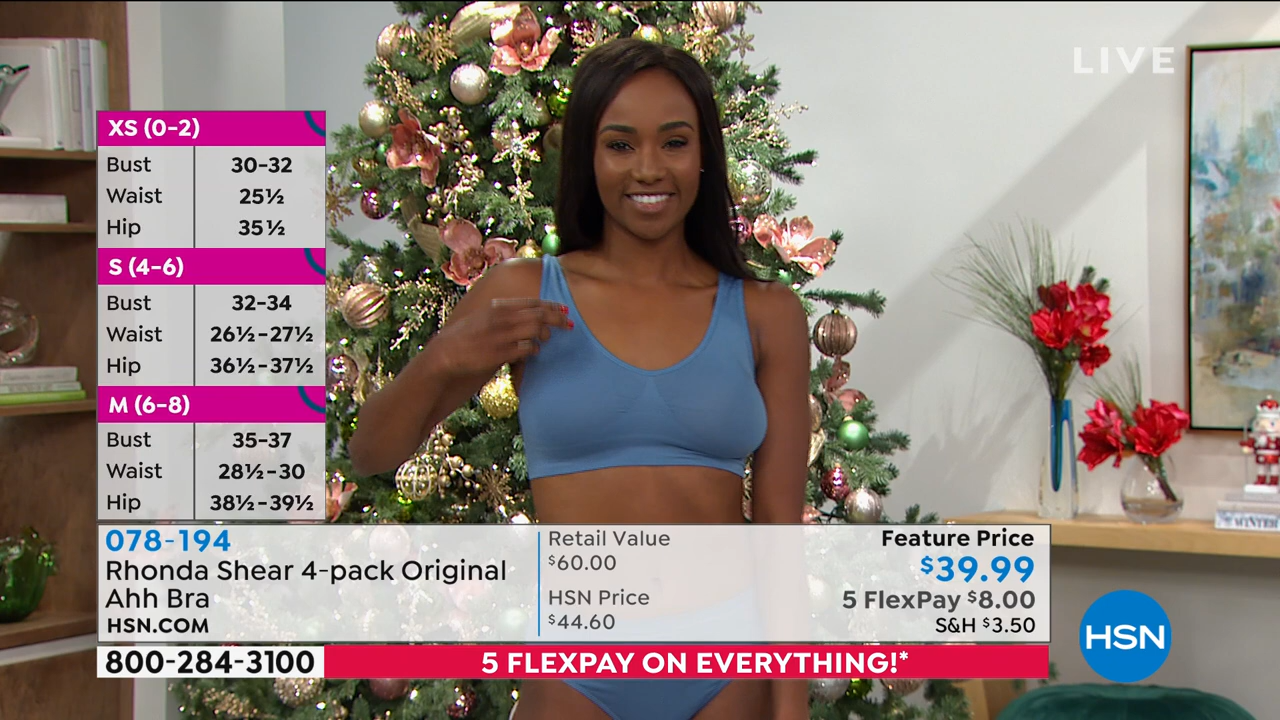 LIVE
XS (0-2)
Bust 30-32
Waist 25½
Hip 35½
S (4-6)
Bust 32-34
Waist 26½-27½
Hip 36½-37½
M (6-8)
Bust 35-37
Waist 28½-30
Hip 38½-39½
078-194
Rhonda Shear 4-pack Original
Ahh Bra
HSN.COM
Retail Value
$60.00
HSN Price
$44.60
Feature Price
$39.99
5 FlexPay $8.00
S&H $3.50
800-284-3100
5 FLEXPAY ON EVERYTHING!*
HSN
WINTER